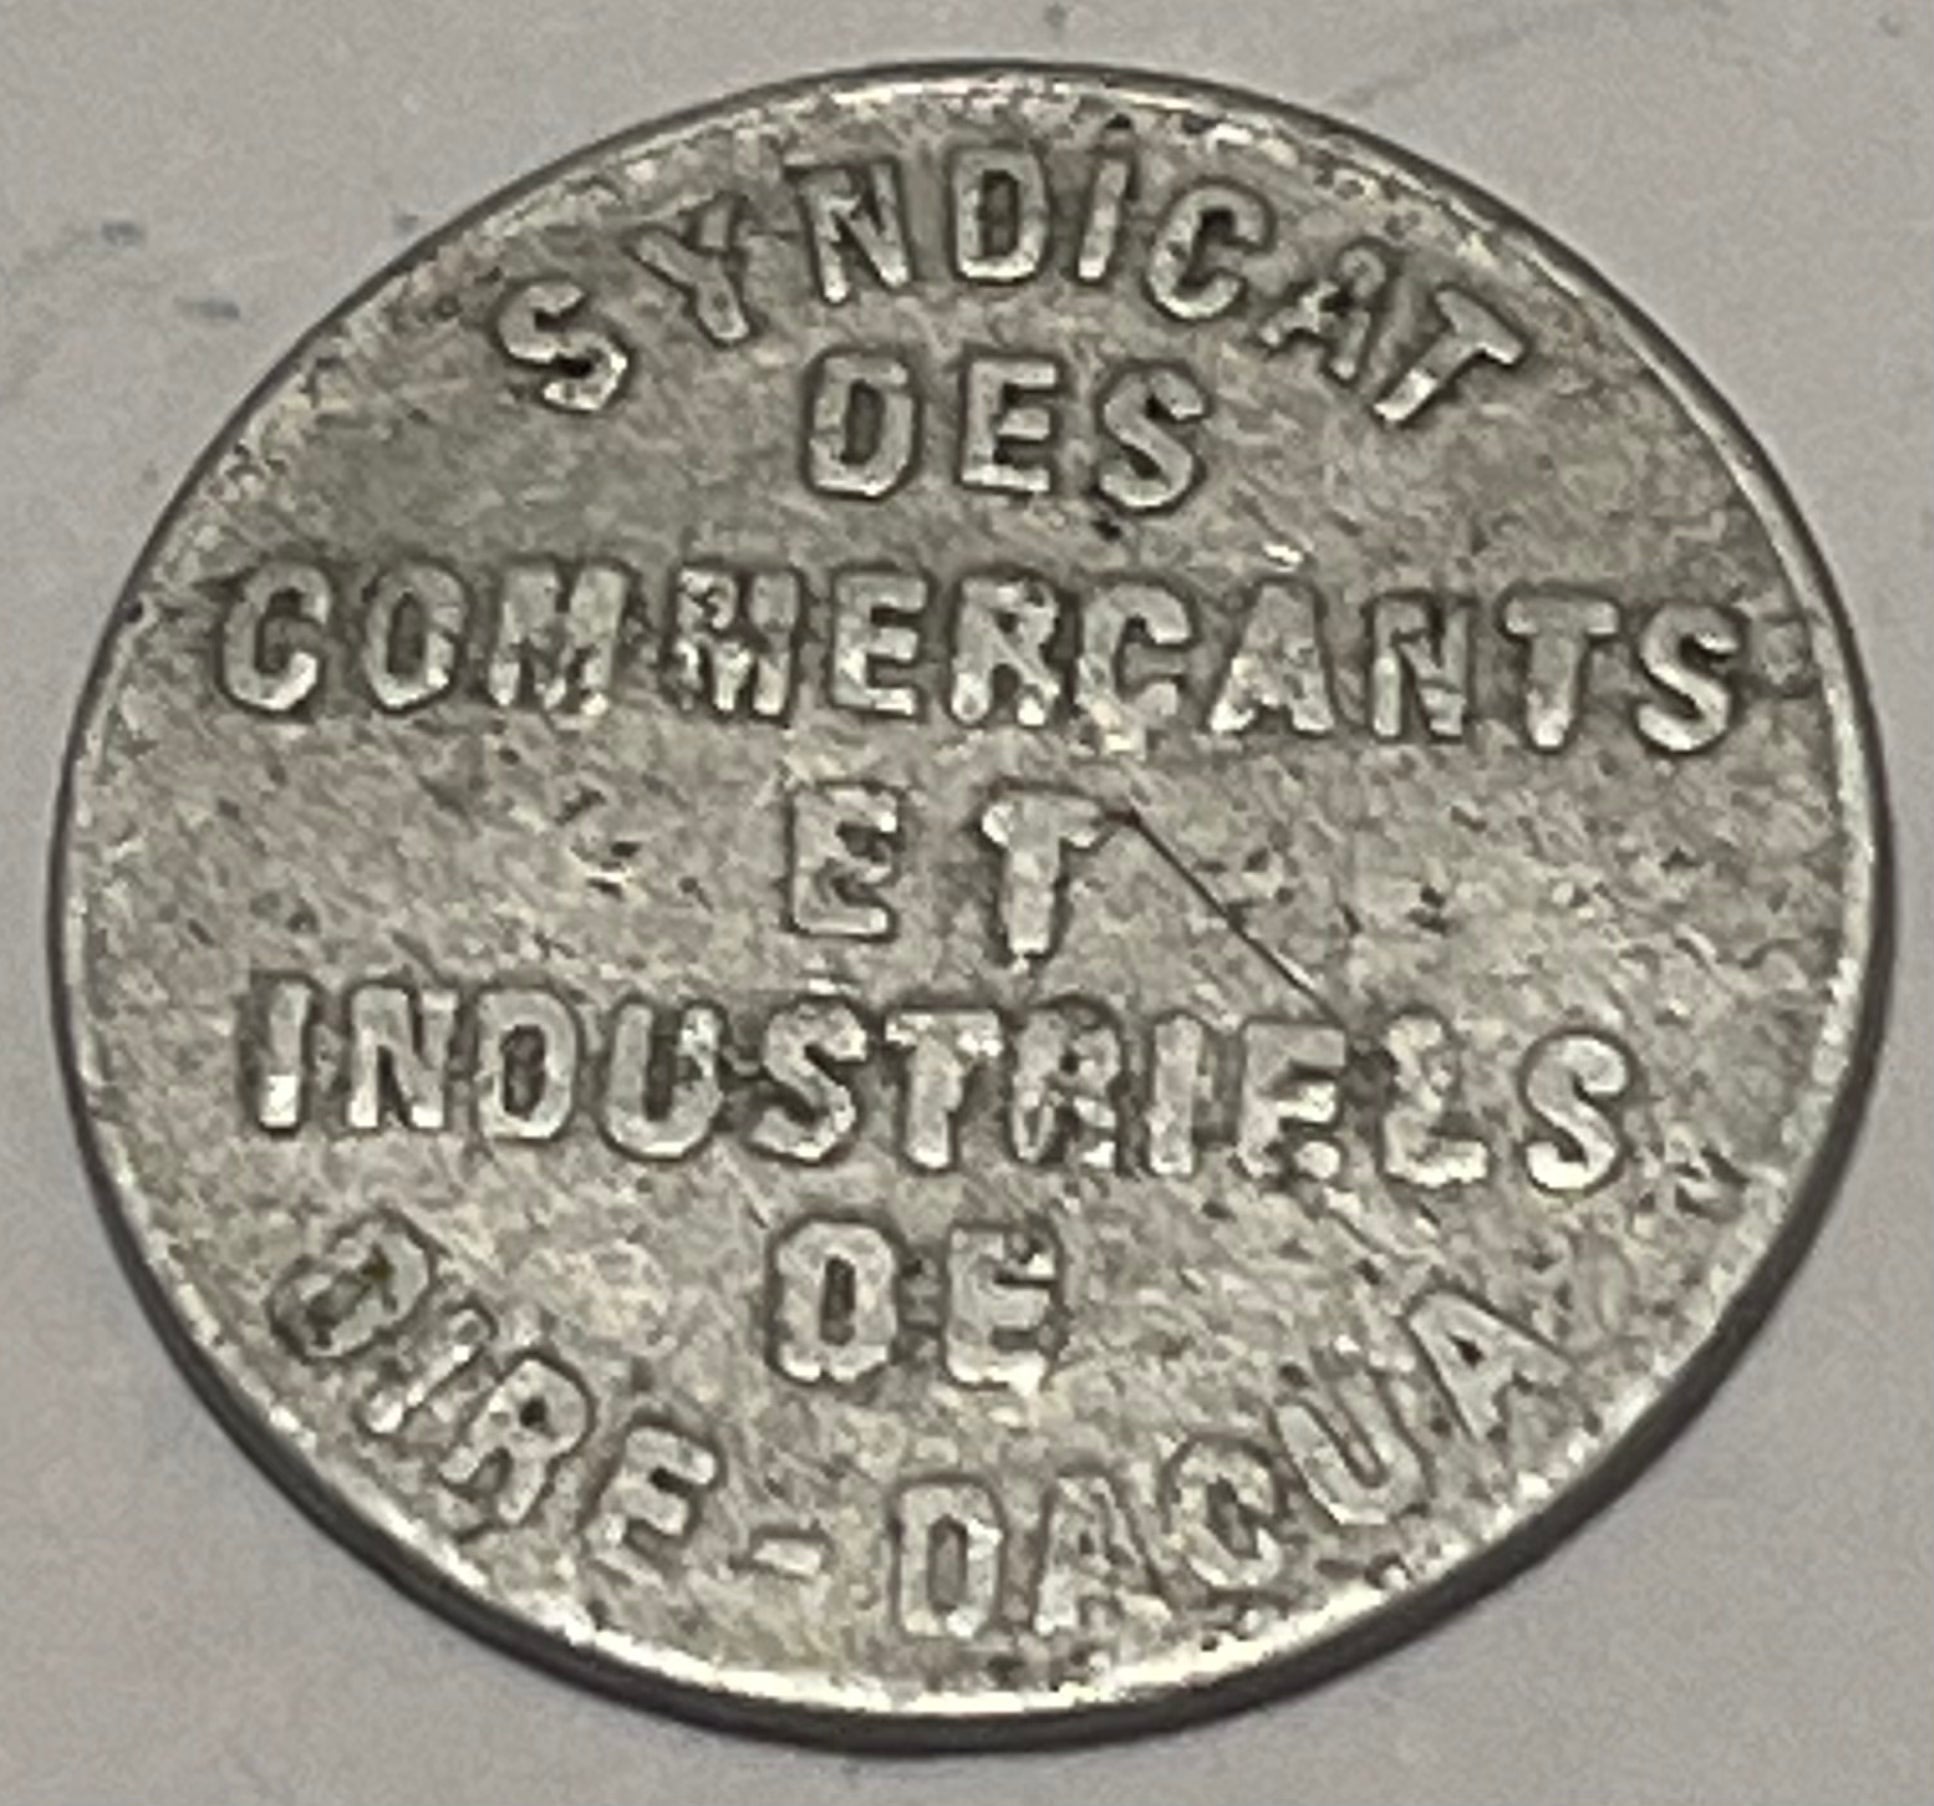 SYNDICAT
DES
COMMERÇANTS
ET
INDUSTRIELS
DE
DIRE-DAOUA